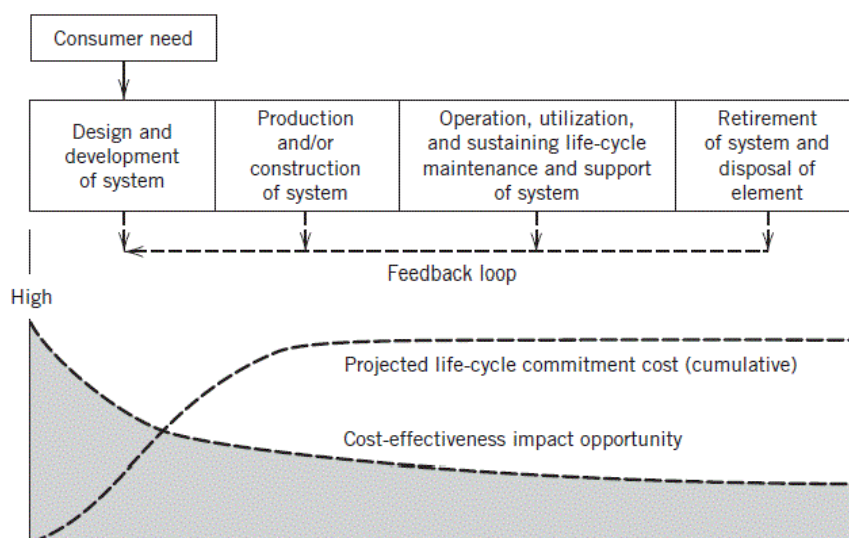 Consumer need
Design and
development
of system
Production
and/or
construction
of system
Operation, utilization,
and sustaining life-cycle
maintenance and support
of system
Retirement
of system and
disposal of
element
Feedback loop
High
Projected life-cycle commitment cost (cumulative)
Cost-effectiveness impact opportunity